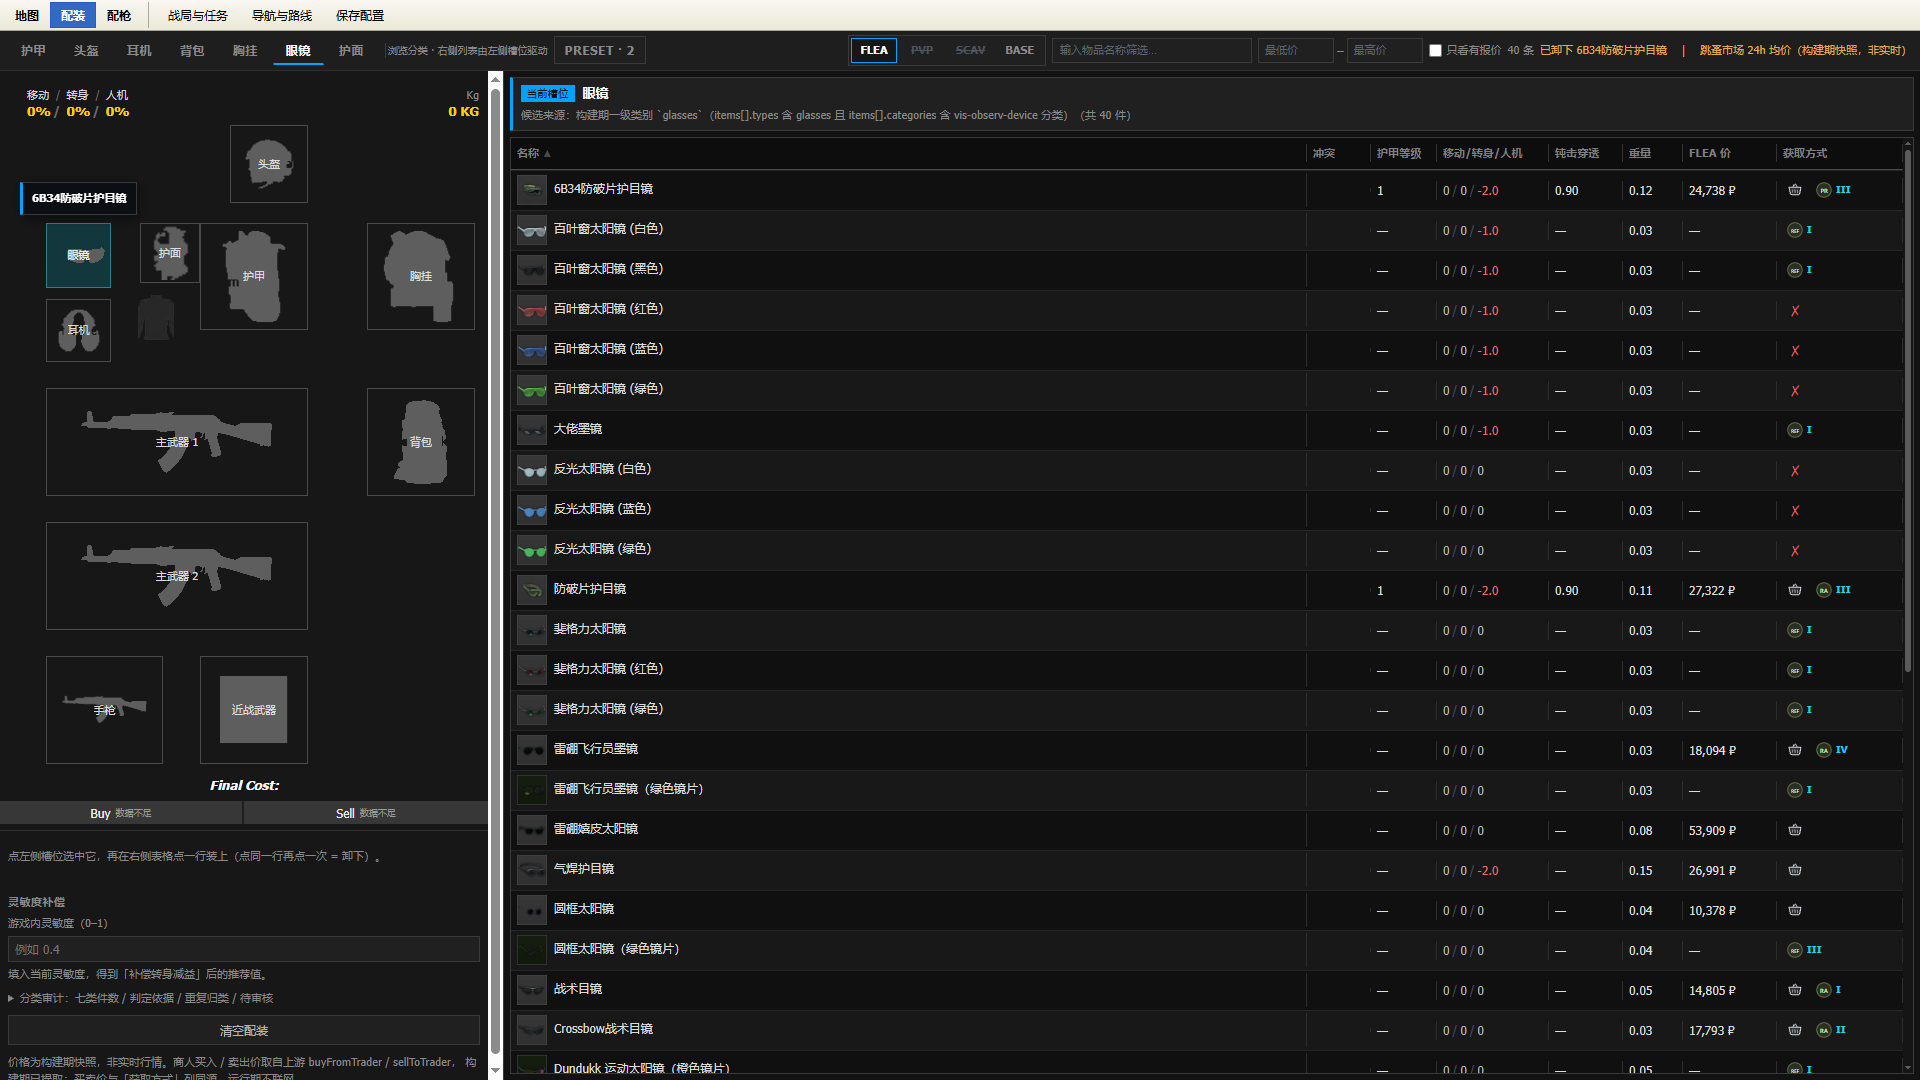 地图 配装 配枪 战局与任务 导航与路线 保存配置
护甲 头盔 耳机 背包 胸挂 眼镜 护面 浏览分类 · 右侧列表由左侧槽位驱动 PRESET · 2 FLEA PVP SCAV BASE 输入物品名称筛选... 最低价 – 最高价 只看有报价 40 条 已卸下 6B34防破片护目镜 | 跳蚤市场 24h 均价（构建期快照，非实时）
移动 / 转身 / 人机 Kg
0% / 0% / 0% 0 KG
头盔
6B34防破片护目镜
眼镜 护面 护甲 胸挂
耳机
主武器 1 背包
主武器 2
手枪 近战武器
Final Cost:
Buy 数据不足 Sell 数据不足
点左侧槽位选中它，再在右侧表格点一行装上（点同一行再点一次 = 卸下）。
灵敏度补偿
游戏内灵敏度（0–1）
例如 0.4
填入当前灵敏度，得到「补偿转身减益」后的推荐值。
▶ 分类审计：七类件数 / 判定依据 / 重复归类 / 待审核
清空配装
价格为构建期快照，非实时行情。商人买入 / 卖出价取自上游 buyFromTrader / sellToTrader， 构
当前槽位 眼镜
候选来源：构建期一级类别 `glasses`（items[].types 含 glasses 且 items[].categories 含 vis-observ-device 分类）（共 40 件）
名称 ▲ 冲突 护甲等级 移动/转身/人机 钝击穿透 重量 FLEA 价 获取方式
6B34防破片护目镜 1 0 / 0 / -2.0 0.90 0.12 24,738 ₽ PR III
百叶窗太阳镜 (白色) — 0 / 0 / -1.0 — 0.03 — REF I
百叶窗太阳镜 (黑色) — 0 / 0 / -1.0 — 0.03 — REF I
百叶窗太阳镜 (红色) — 0 / 0 / -1.0 — 0.03 — ✗
百叶窗太阳镜 (蓝色) — 0 / 0 / -1.0 — 0.03 — ✗
百叶窗太阳镜 (绿色) — 0 / 0 / -1.0 — 0.03 — ✗
大佬墨镜 — 0 / 0 / -1.0 — 0.03 — REF I
反光太阳镜 (白色) — 0 / 0 / 0 — 0.03 — ✗
反光太阳镜 (蓝色) — 0 / 0 / 0 — 0.03 — ✗
反光太阳镜 (绿色) — 0 / 0 / 0 — 0.03 — ✗
防破片护目镜 1 0 / 0 / -2.0 0.90 0.11 27,322 ₽ RA III
斐格力太阳镜 — 0 / 0 / 0 — 0.03 — REF I
斐格力太阳镜 (红色) — 0 / 0 / 0 — 0.03 — REF I
斐格力太阳镜 (绿色) — 0 / 0 / 0 — 0.03 — REF I
雷硼飞行员墨镜 — 0 / 0 / 0 — 0.03 18,094 ₽ RA IV
雷硼飞行员墨镜（绿色镜片） — 0 / 0 / 0 — 0.03 — REF I
雷硼嬉皮太阳镜 — 0 / 0 / 0 — 0.08 53,909 ₽
气焊护目镜 — 0 / 0 / -2.0 — 0.15 26,991 ₽
圆框太阳镜 — 0 / 0 / 0 — 0.04 10,378 ₽
圆框太阳镜（绿色镜片） — 0 / 0 / 0 — 0.04 — REF III
战术目镜 — 0 / 0 / 0 — 0.05 14,805 ₽ RA I
Crossbow战术目镜 — 0 / 0 / 0 — 0.03 17,793 ₽ RA II
Dundukk 运动太阳镜（橙色镜片） — 0 / 0 / 0 — 0.05 — REF I